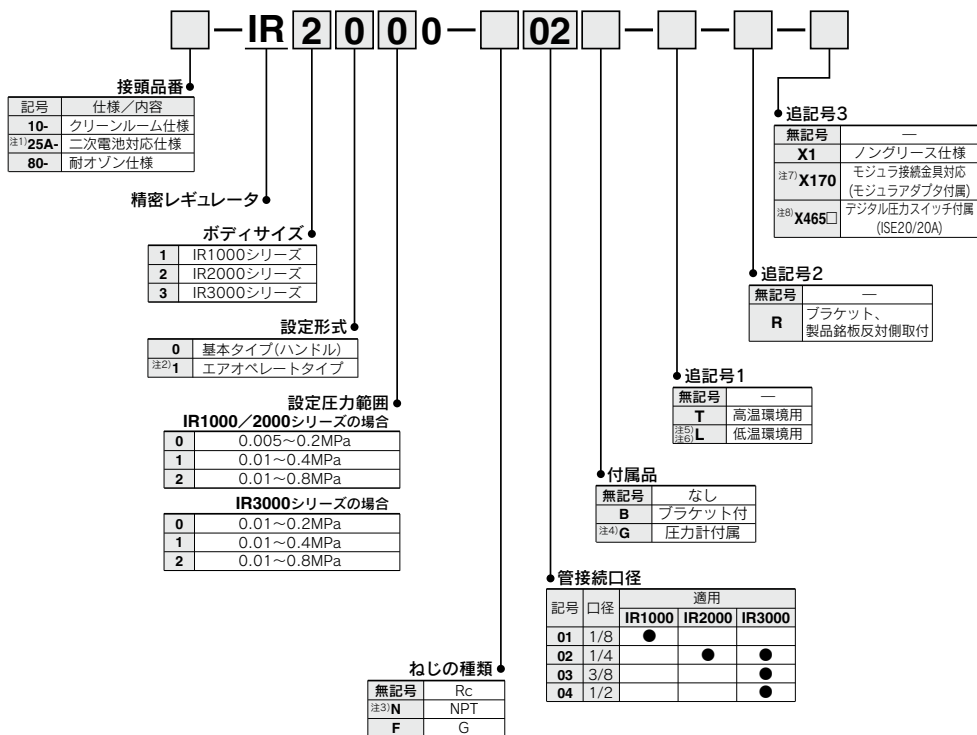 IR 2 0 0 0 02
接頭品番
記号 仕様／内容
10- クリーンルーム仕様
注1)25A- 二次電池対応仕様
80- 耐オゾン仕様
精密レギュレータ
ボディサイズ
1 IR1000シリーズ
2 IR2000シリーズ
3 IR3000シリーズ
設定形式
0 基本タイプ(ハンドル)
注2)1 エアオペレートタイプ
設定圧力範囲
IR1000／2000シリーズの場合
0 0.005〜0.2MPa
1 0.01〜0.4MPa
2 0.01〜0.8MPa
IR3000シリーズの場合
0 0.01〜0.2MPa
1 0.01〜0.4MPa
2 0.01〜0.8MPa
ねじの種類
無記号 Rc
注3)N NPT
F G
管接続口径
記号 口径 適用
IR1000 IR2000 IR3000
01 1/8 ●
02 1/4 ● ●
03 3/8 ●
04 1/2 ●
付属品
無記号 なし
B ブラケット付
注4)G 圧力計付属
追記号1
無記号 —
T 高温環境用
注5)注6)L 低温環境用
追記号2
無記号 —
R ブラケット、
製品銘板反対側取付
追記号3
無記号 —
X1 ノングリース仕様
注7)X170 モジュラ接続金具対応
(モジュラアダプタ付属)
注8)X465□ デジタル圧力スイッチ付属
(ISE20/20A)